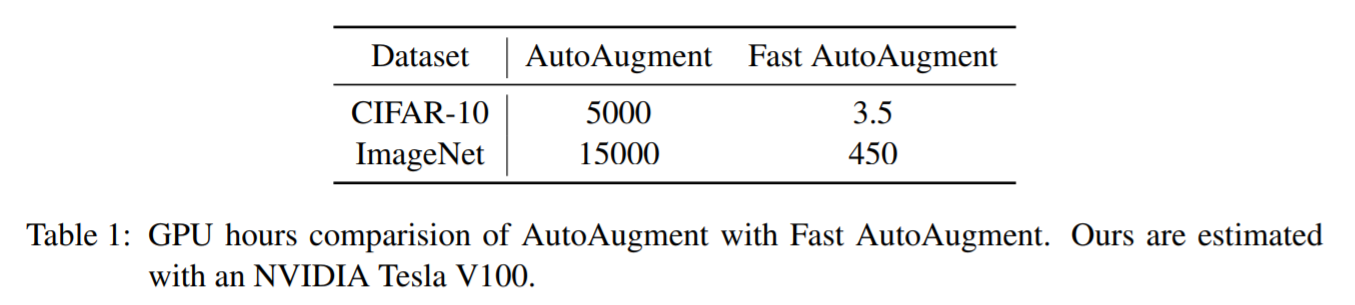 Dataset AutoAugment Fast AutoAugment
CIFAR-10 5000 3.5
ImageNet 15000 450
Table 1: GPU hours comparision of AutoAugment with Fast AutoAugment. Ours are estimated
with an NVIDIA Tesla V100.